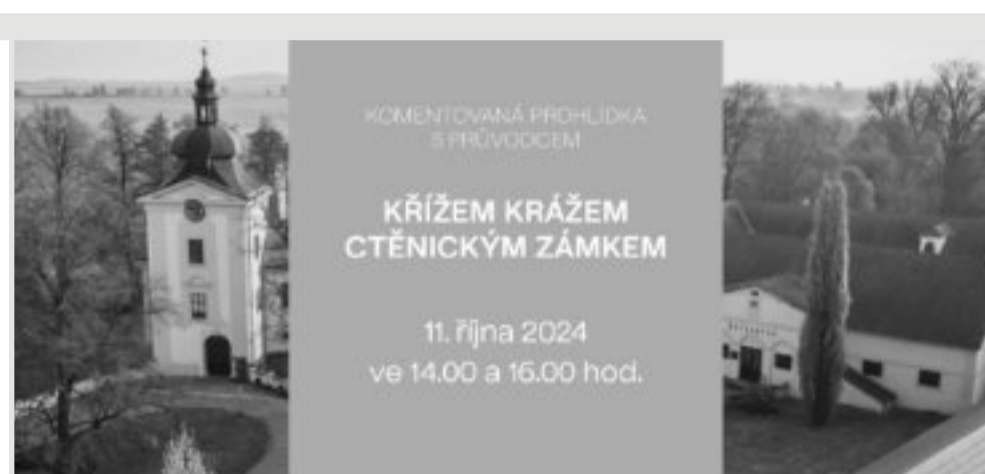 KOMENTOVANÁ PROHLÍDKA
S PRŮVODCEM
KŘÍŽEM KRÁŽEM
CTĚNICKÝM ZÁMKEM
11. října 2024
ve 14.00 a 16.00 hod.